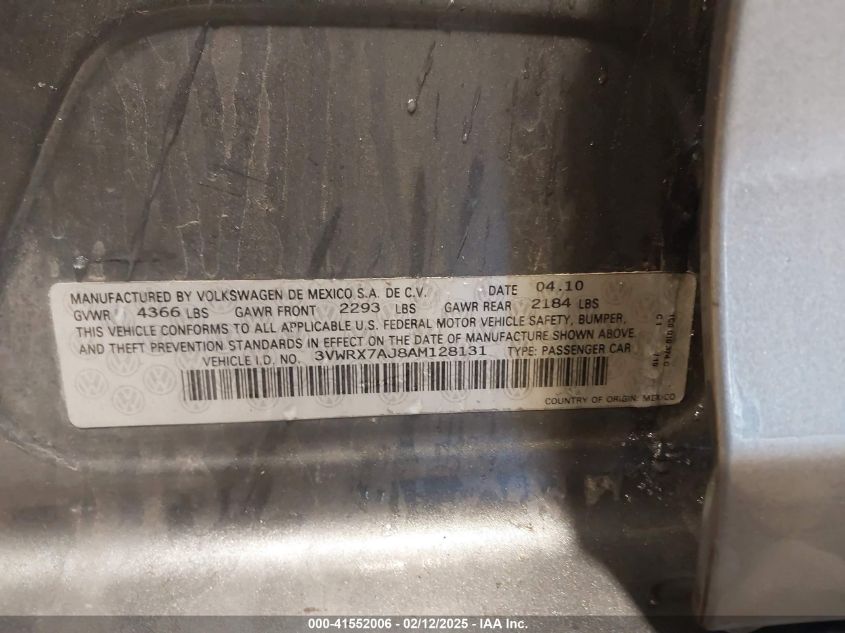 MANUFACTURED BY VOLKSWAGEN DE MEXICO S.A. DE C.V. DATE 04.10
GVWR 4366 LBS GAWR FRONT 2293 LBS GAWR REAR 2184 LBS
THIS VEHICLE CONFORMS TO ALL APPLICABLE U.S. FEDERAL MOTOR VEHICLE SAFETY, BUMPER,
AND THEFT PREVENTION STANDARDS IN EFFECT ON THE DATE OF MANUFACTURE SHOWN ABOVE.
VEHICLE I.D. NO. 3VWRX7AJ8AM128131 TYPE: PASSENGER CAR
COUNTRY OF ORIGIN: MEXICO
000-41552006 - 02/12/2025 - IAA Inc.